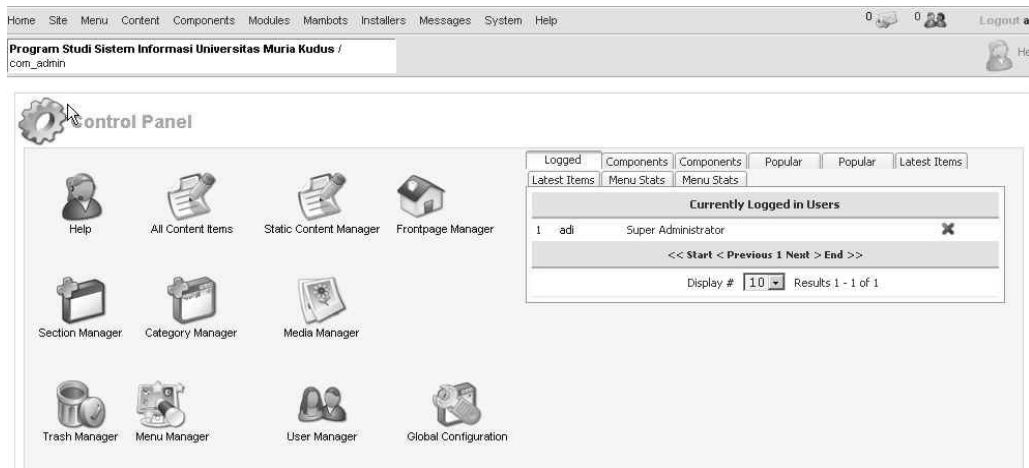 Home Site Menu Content Components Modules Mambots Installers Messages System Help 0 0 Logout a
Program Studi Sistem Informasi Universitas Muria Kudus /
com_admin
He
Control Panel
Logged Components Components Popular Popular Latest Items
Latest Items Menu Stats Menu Stats
Currently Logged in Users
1 adi Super Administrator
<< Start < Previous 1 Next > End >>
Display # 10 Results 1 - 1 of 1
Help All Content Items Static Content Manager Frontpage Manager
Section Manager Category Manager Media Manager
Trash Manager Menu Manager User Manager Global Configuration